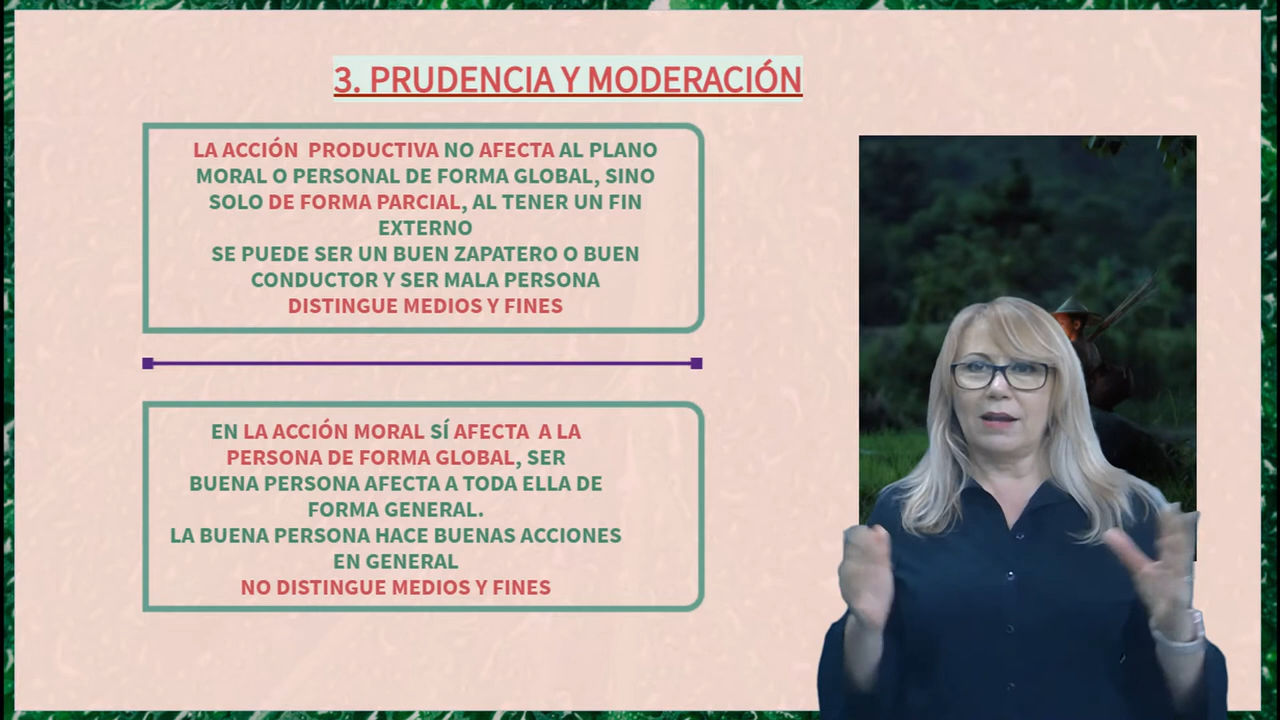 3. PRUDENCIA Y MODERACIÓN
LA ACCIÓN PRODUCTIVA NO AFECTA AL PLANO
MORAL O PERSONAL DE FORMA GLOBAL, SINO
SOLO DE FORMA PARCIAL, AL TENER UN FIN
EXTERNO
SE PUEDE SER UN BUEN ZAPATERO O BUEN
CONDUCTOR Y SER MALA PERSONA
DISTINGUE MEDIOS Y FINES
EN LA ACCIÓN MORAL SÍ AFECTA A LA
PERSONA DE FORMA GLOBAL, SER
BUENA PERSONA AFECTA A TODA ELLA DE
FORMA GENERAL.
LA BUENA PERSONA HACE BUENAS ACCIONES
EN GENERAL
NO DISTINGUE MEDIOS Y FINES